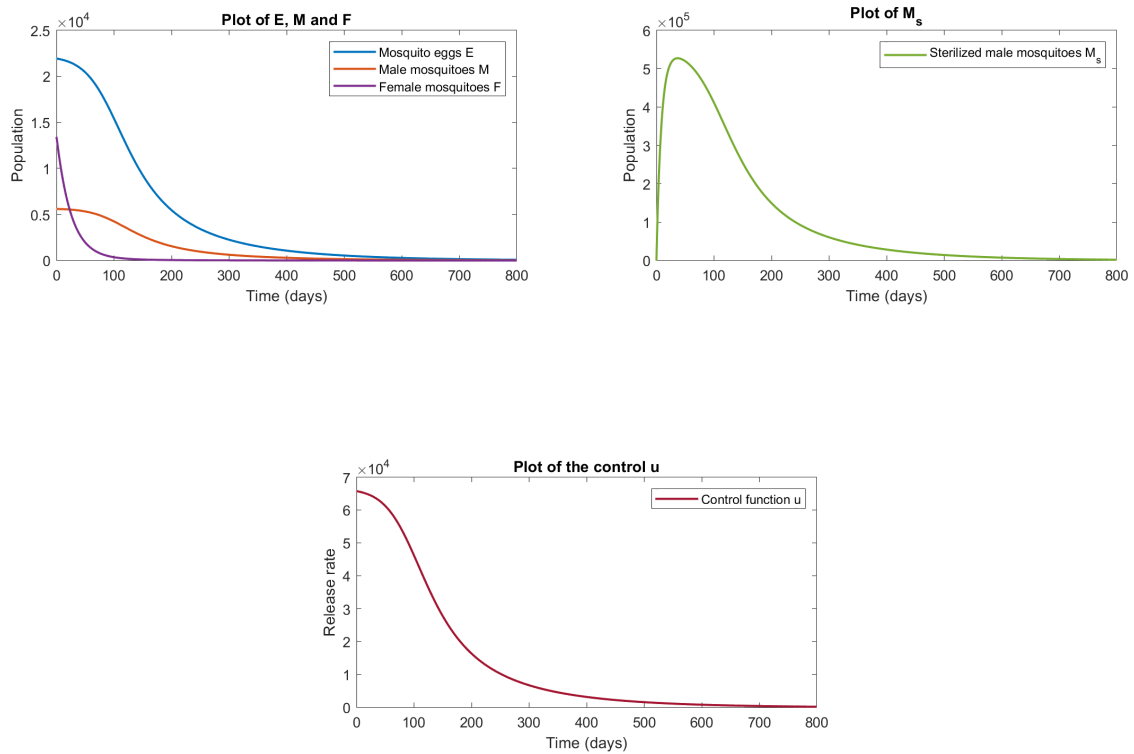 Plot of E, M and F
×10⁴
2.5
2
1.5
1
0.5
0
Population
Mosquito eggs E
Male mosquitoes M
Female mosquitoes F
0 100 200 300 400 500 600 700 800
Time (days)
Plot of Mₛ
×10⁵
6
5
4
3
2
1
0
Population
Sterilized male mosquitoes Mₛ
0 100 200 300 400 500 600 700 800
Time (days)
Plot of the control u
×10⁴
7
6
5
4
3
2
1
0
Release rate
Control function u
0 100 200 300 400 500 600 700 800
Time (days)